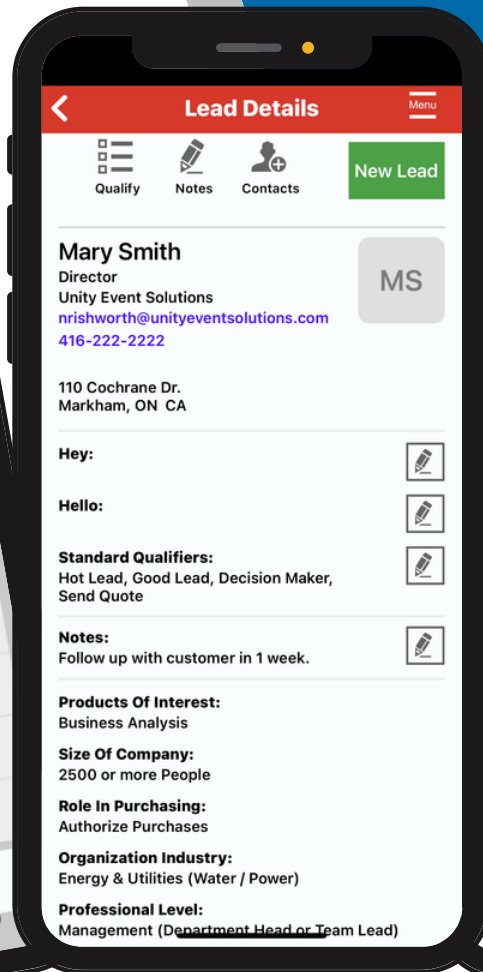 Lead Details
Menu
Qualify
Notes
Contacts
New Lead
Mary Smith
Director
Unity Event Solutions
nrishworth@unityeventsolutions.com
416-222-2222
MS
110 Cochrane Dr.
Markham, ON  CA
Hey:
Hello:
Standard Qualifiers:
Hot Lead, Good Lead, Decision Maker,
Send Quote
Notes:
Follow up with customer in 1 week.
Products Of Interest:
Business Analysis
Size Of Company:
2500 or more People
Role In Purchasing:
Authorize Purchases
Organization Industry:
Energy & Utilities (Water / Power)
Professional Level:
Management (Department Head or Team Lead)